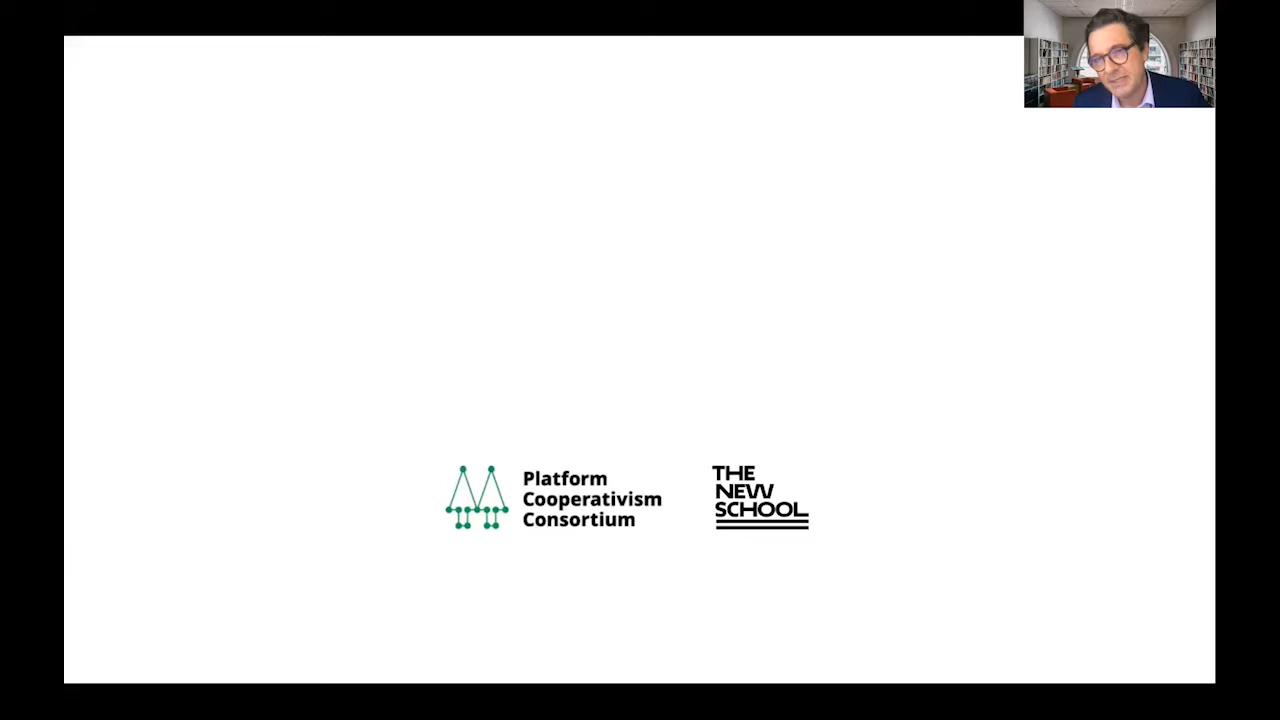 Platform
Cooperativism
Consortium
THE
NEW
SCHOOL